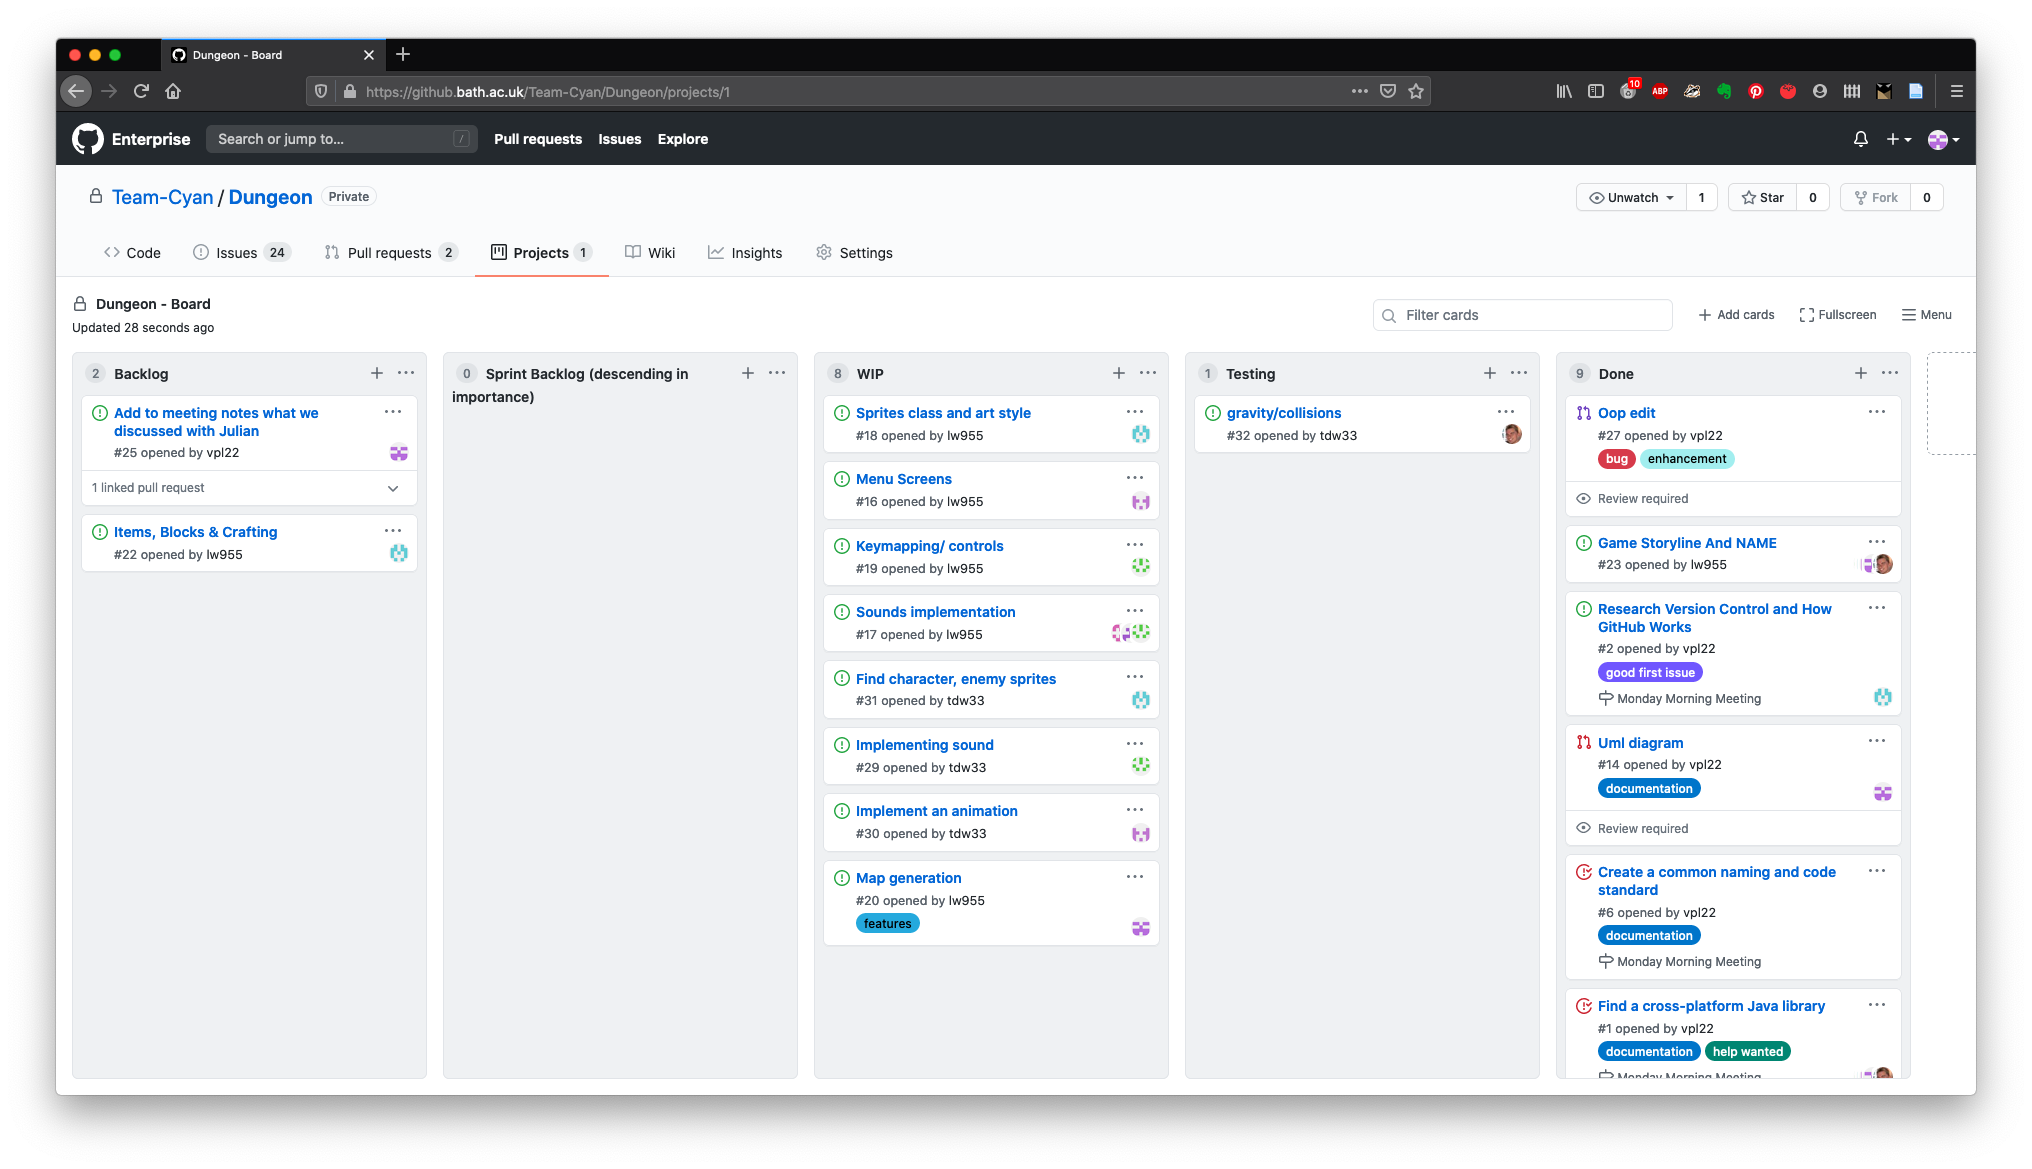 Dungeon - Board
https://github.bath.ac.uk/Team-Cyan/Dungeon/projects/1
10
ABP
Enterprise
Search or jump to...
/
Pull requests
Issues
Explore
Team-Cyan / Dungeon
Private
Unwatch
1
Star
0
Fork
0
Code
Issues 24
Pull requests 2
Projects 1
Wiki
Insights
Settings
Dungeon - Board
Updated 28 seconds ago
Filter cards
Add cards
Fullscreen
Menu
2 Backlog
Add to meeting notes what we
discussed with Julian
#25 opened by vpl22
1 linked pull request
Items, Blocks & Crafting
#22 opened by lw955
0 Sprint Backlog (descending in
importance)
8 WIP
Sprites class and art style
#18 opened by lw955
Menu Screens
#16 opened by lw955
Keymapping/ controls
#19 opened by lw955
Sounds implementation
#17 opened by lw955
Find character, enemy sprites
#31 opened by tdw33
Implementing sound
#29 opened by tdw33
Implement an animation
#30 opened by tdw33
Map generation
#20 opened by lw955
features
1 Testing
gravity/collisions
#32 opened by tdw33
9 Done
Oop edit
#27 opened by vpl22
bug enhancement
Review required
Game Storyline And NAME
#23 opened by lw955
Research Version Control and How
GitHub Works
#2 opened by vpl22
good first issue
Monday Morning Meeting
Uml diagram
#14 opened by vpl22
documentation
Review required
Create a common naming and code
standard
#6 opened by vpl22
documentation
Monday Morning Meeting
Find a cross-platform Java library
#1 opened by vpl22
documentation help wanted
Monday Morning Meeting